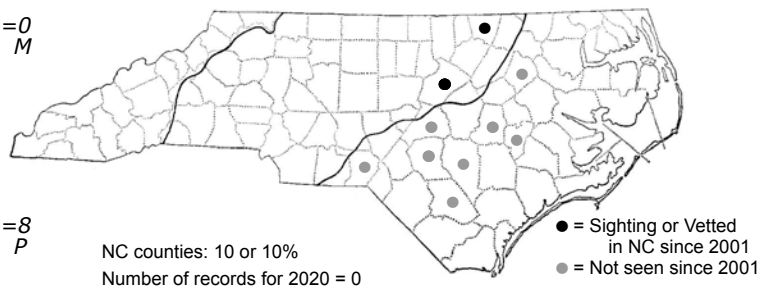 =0
M
=8
P
NC counties: 10 or 10%
Number of records for 2020 = 0
= Sighting or Vetted
in NC since 2001
= Not seen since 2001